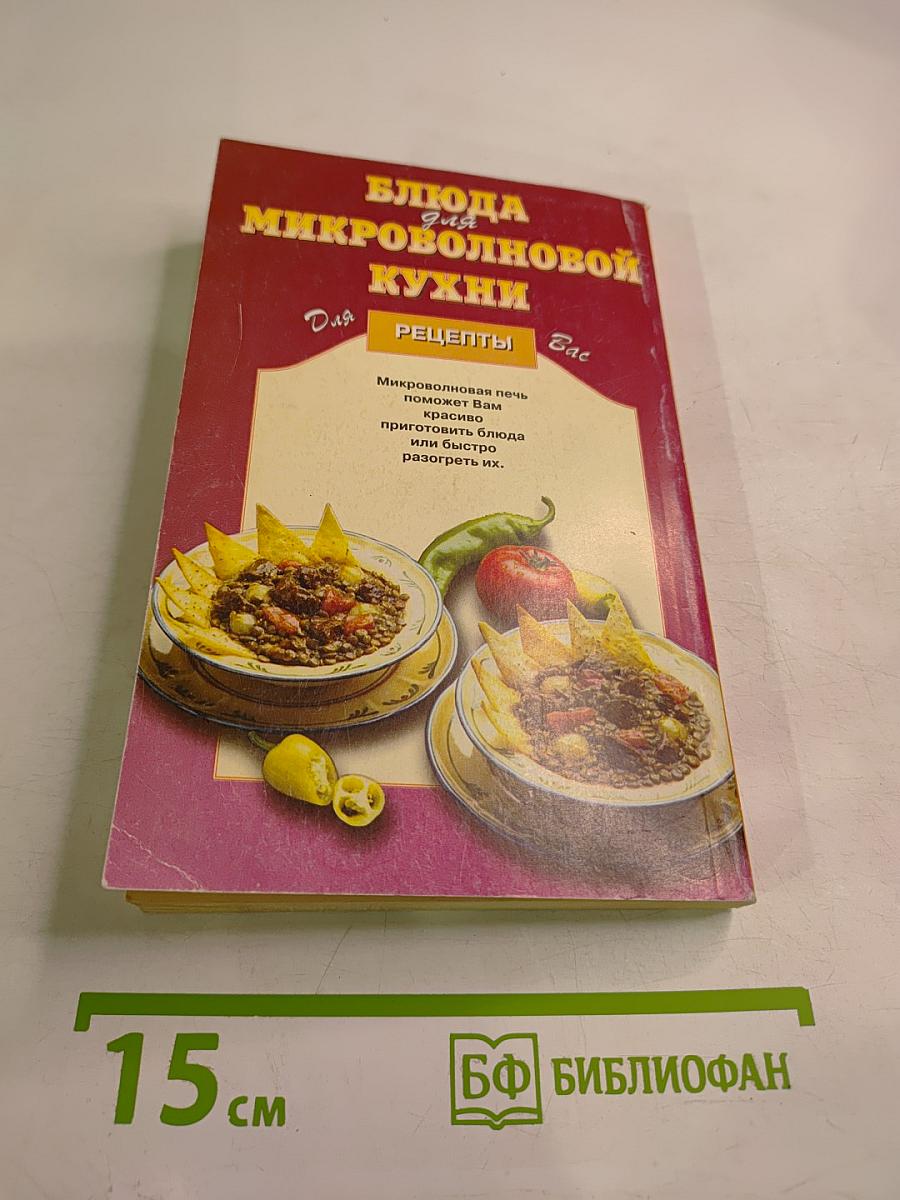 БЛЮДА
для
МИКРОВОЛНОВОЙ
КУХНИ
Для РЕЦЕПТЫ Вас
Микроволновая печь
поможет Вам
красиво
приготовить блюда
или быстро
разогреть их.
15 см
БФ БИБЛИОФАН